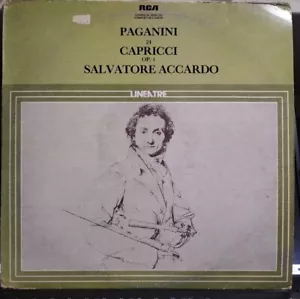 RCA
PAGANINI
24
CAPRICCI
OP. 1
SALVATORE ACCARDO
LINEATRE